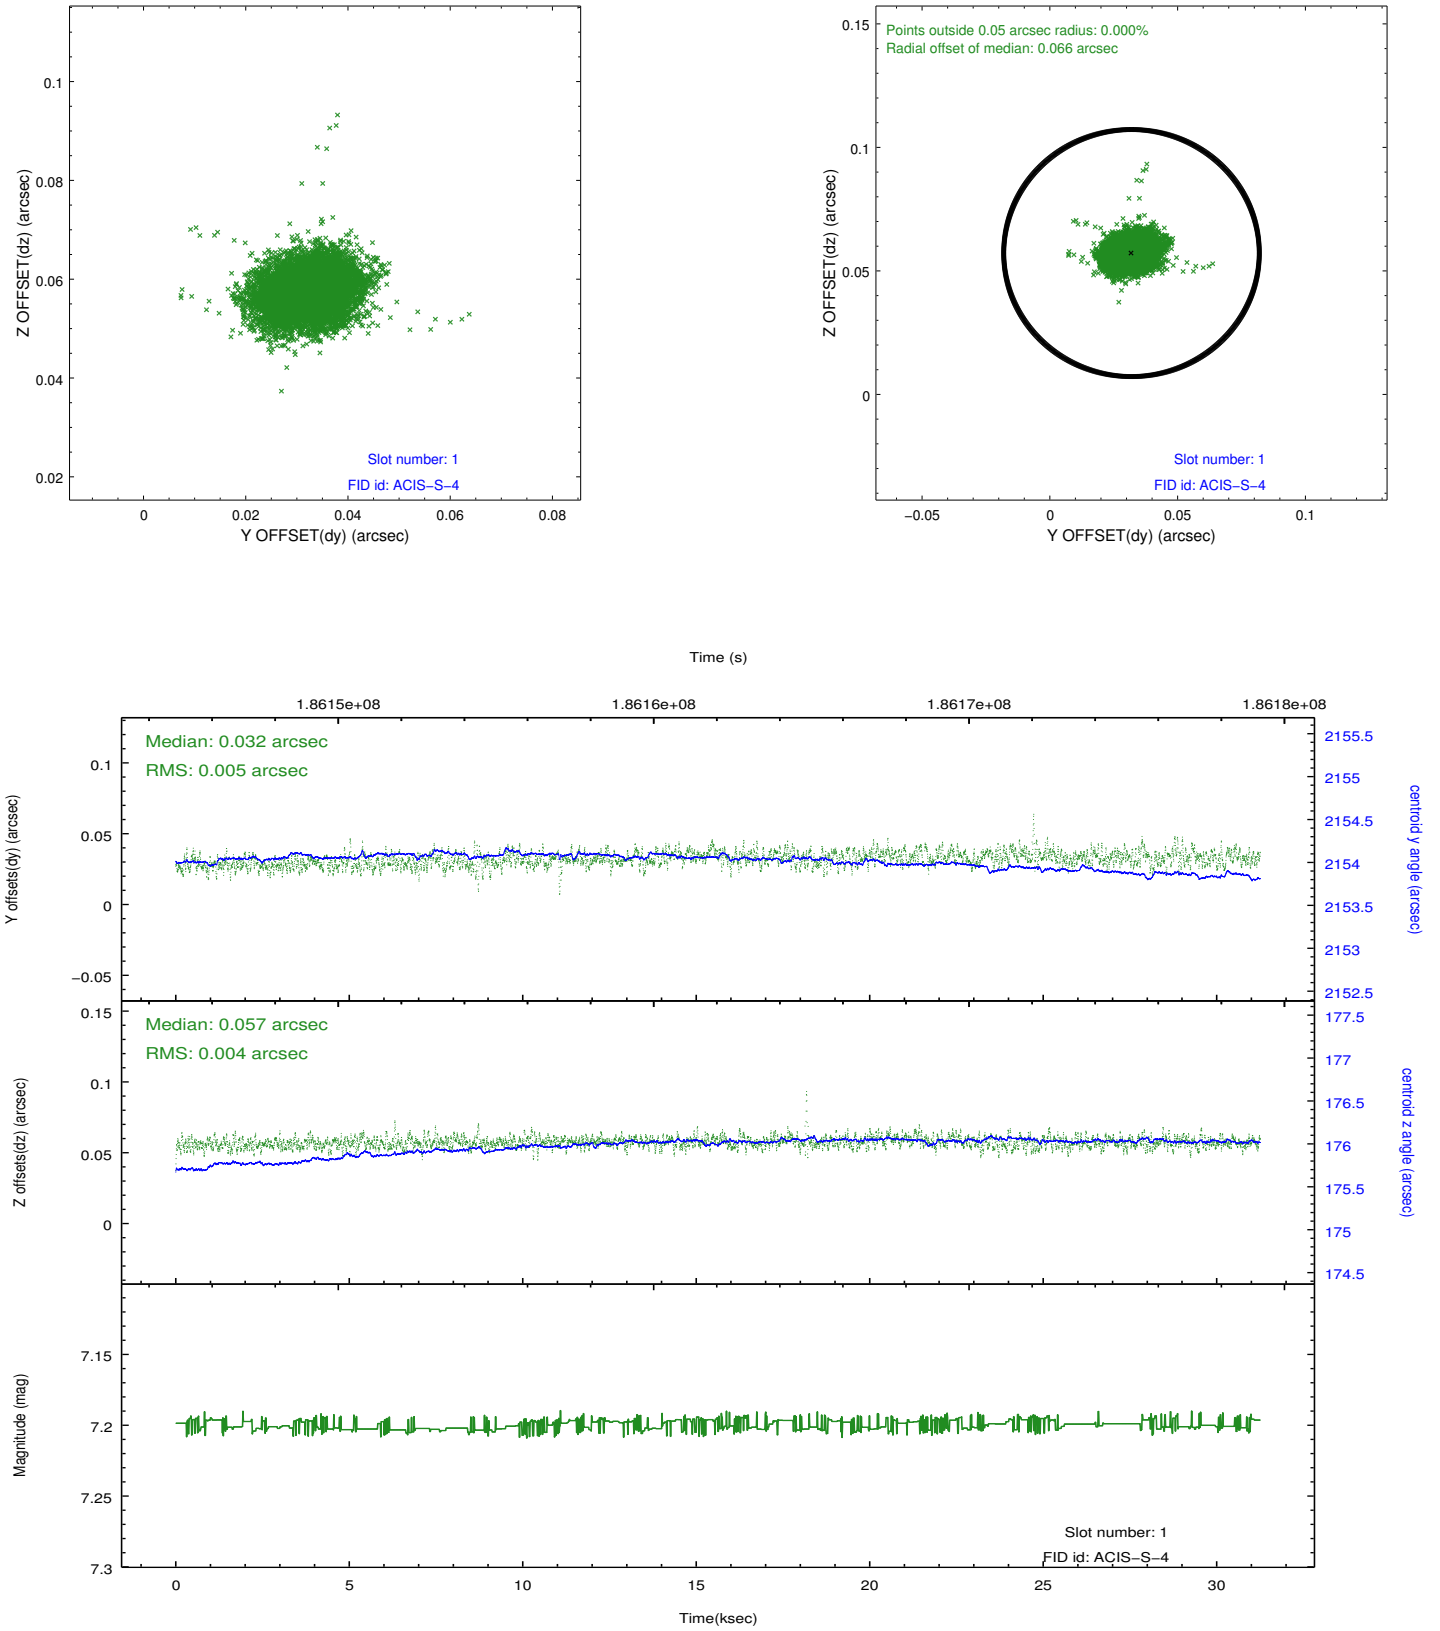 0.1
0.08
0.06
0.04
0.02
Z OFFSET(dz) (arcsec)
Slot number: 1
FID id: ACIS−S−4
0
0.02
0.04
0.06
0.08
Y OFFSET(dy) (arcsec)
Points outside 0.05 arcsec radius: 0.000%
Radial offset of median: 0.066 arcsec
0.15
0.1
0.05
0
Z OFFSET(dz) (arcsec)
Slot number: 1
FID id: ACIS−S−4
−0.05
0
0.05
0.1
Y OFFSET(dy) (arcsec)
Time (s)
1.8615e+08
1.8616e+08
1.8617e+08
1.8618e+08
Median: 0.032 arcsec
RMS: 0.005 arcsec
0.1
0.05
0
−0.05
Y offsets(dy) (arcsec)
2155.5
2155
2154.5
2154
2153.5
2153
2152.5
centroid y angle (arcsec)
Median: 0.057 arcsec
RMS: 0.004 arcsec
0.15
0.1
0.05
0
Z offsets(dz) (arcsec)
177.5
177
176.5
176
175.5
175
174.5
centroid z angle (arcsec)
7.15
7.2
7.25
7.3
Magnitude (mag)
Slot number: 1
FID id: ACIS−S−4
0
5
10
15
20
25
30
Time(ksec)